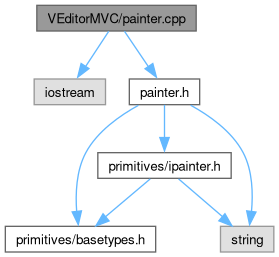 VEditorMVC/painter.cpp
iostream
painter.h
primitives/ipainter.h
primitives/basetypes.h
string